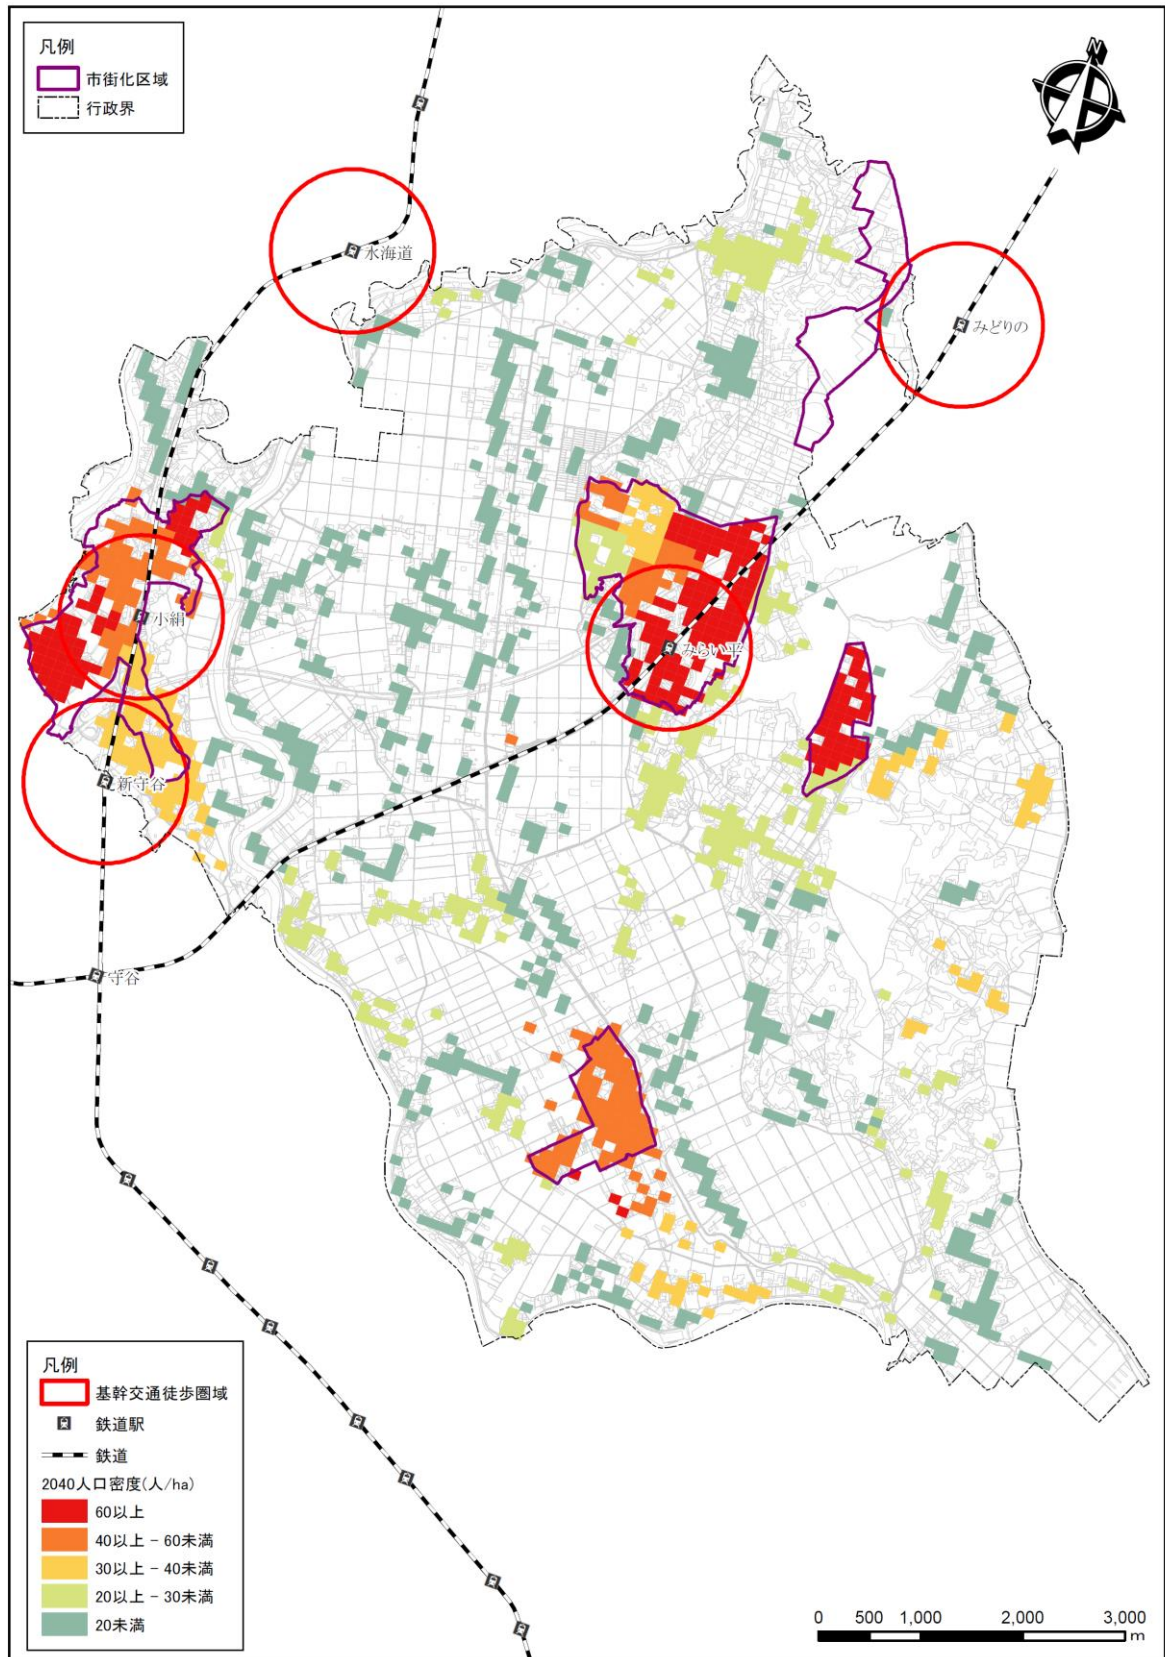 凡例
市街化区域
行政界
N
水海道
みどりの
小絹
みらい平
新守谷
守谷
凡例
基幹交通徒歩圏域
鉄道駅
鉄道
2040人口密度(人/ha)
60以上
40以上 - 60未満
30以上 - 40未満
20以上 - 30未満
20未満
0 500 1,000 2,000 3,000
m